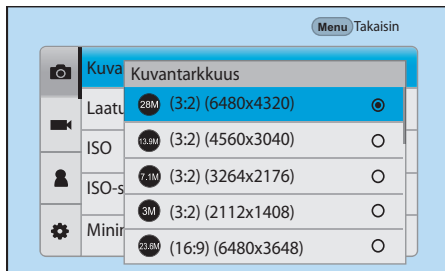 Menu Takaisin
Kuva
Kuvantarkkuus
Laatu
28M (3:2) (6480x4320)
13.9M (3:2) (4560x3040)
ISO
7.1M (3:2) (3264x2176)
ISO-s
3M (3:2) (2112x1408)
Minin
23.6M (16:9) (6480x3648)